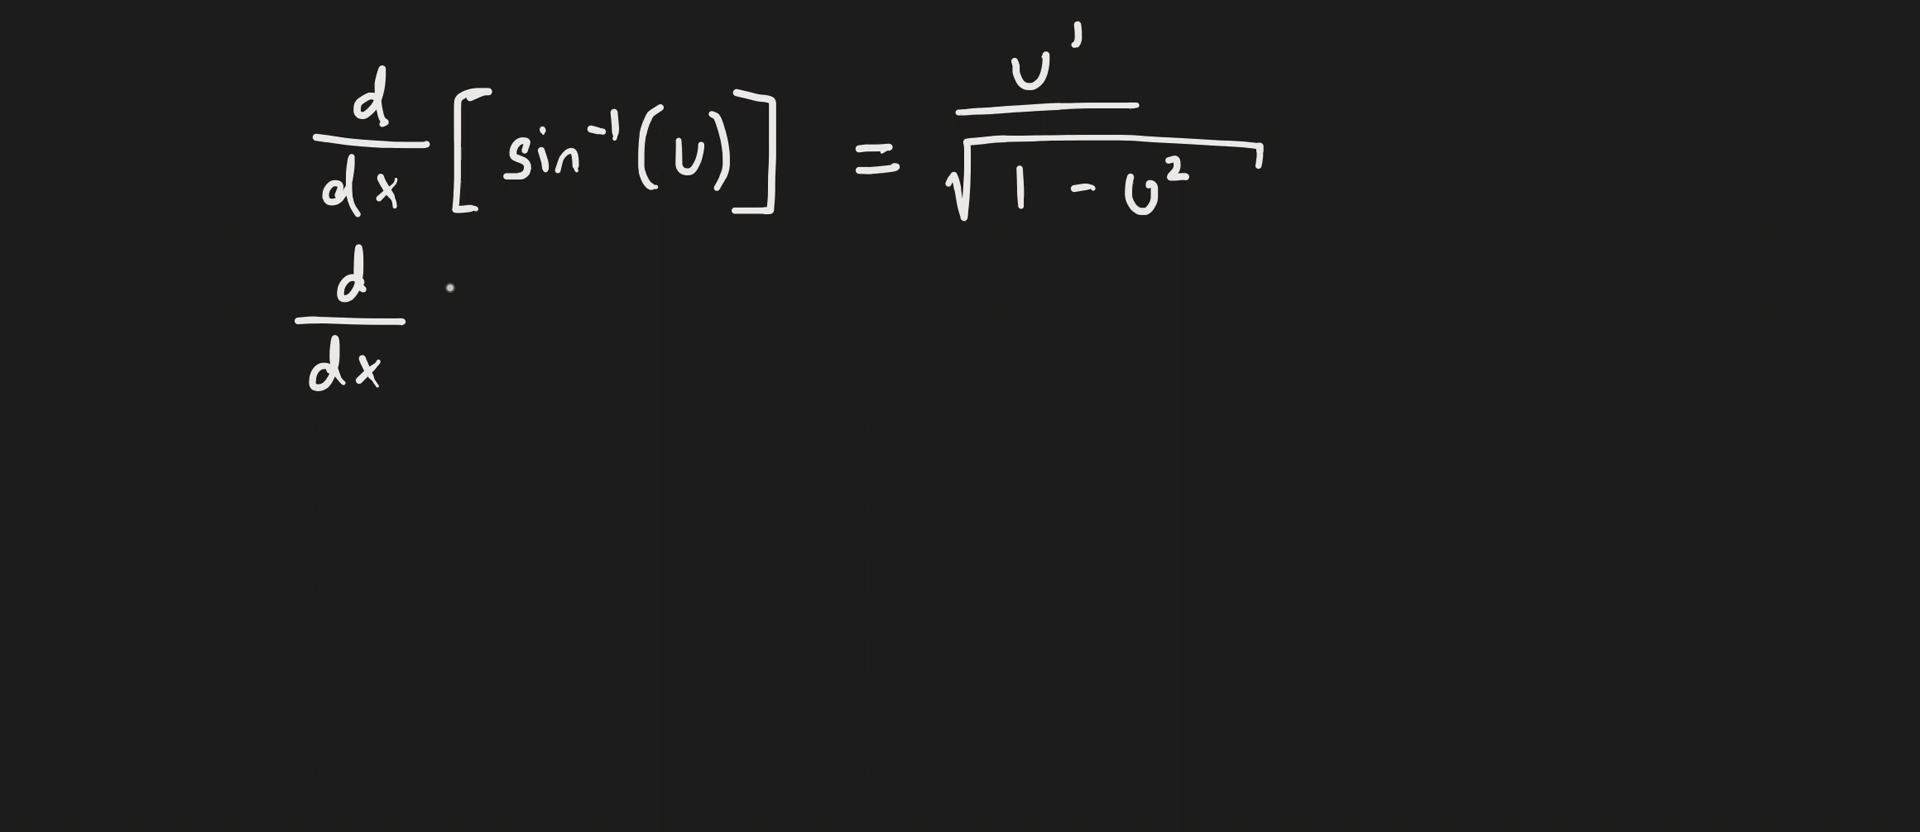 d/dx [sin⁻¹(u)] = u'/√(1 - u²)
d/dx